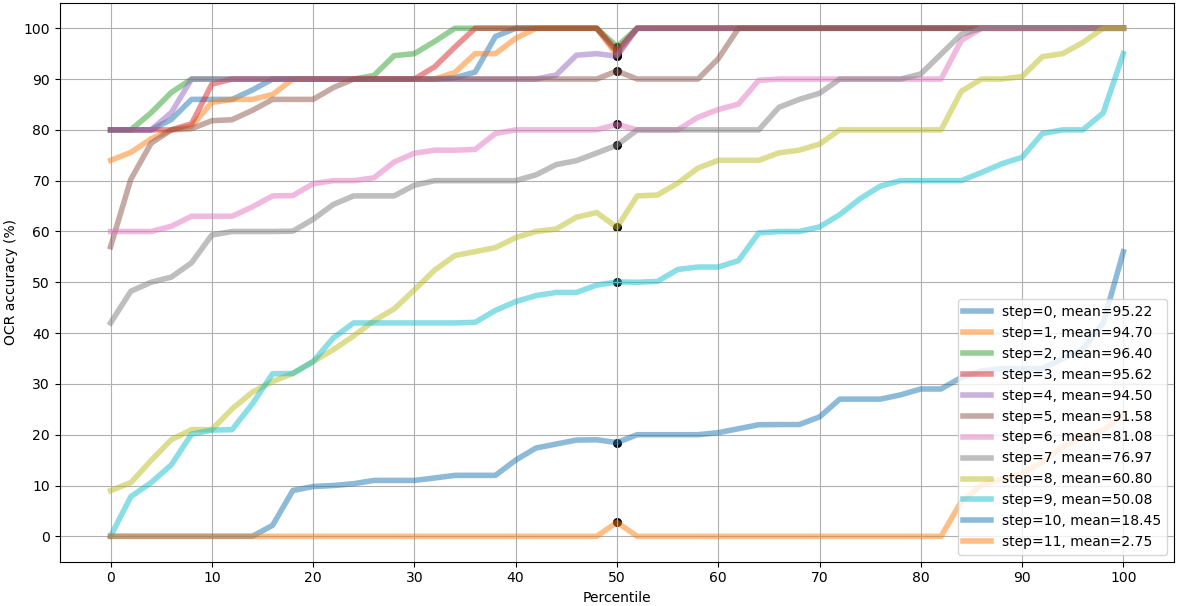 100
90
80
70
60
50
40
30
20
10
0
OCR accuracy (%)
step=0, mean=95.22
step=1, mean=94.70
step=2, mean=96.40
step=3, mean=95.62
step=4, mean=94.50
step=5, mean=91.58
step=6, mean=81.08
step=7, mean=76.97
step=8, mean=60.80
step=9, mean=50.08
step=10, mean=18.45
step=11, mean=2.75
0 10 20 30 40 50 60 70 80 90 100
Percentile